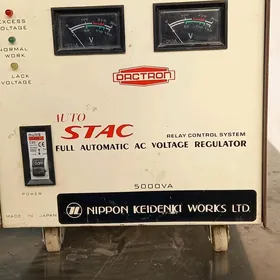 EXCESS
VOLTAGE
NORMAL
WORK
LACK
VOLTAGE
V
DACTRON
AUTO
STAC
RELAY CONTROL SYSTEM
FULL AUTOMATIC AC VOLTAGE REGULATOR
POWER
5000VA
MADE IN JAPAN
NIPPON KEIDENKI WORKS LTD